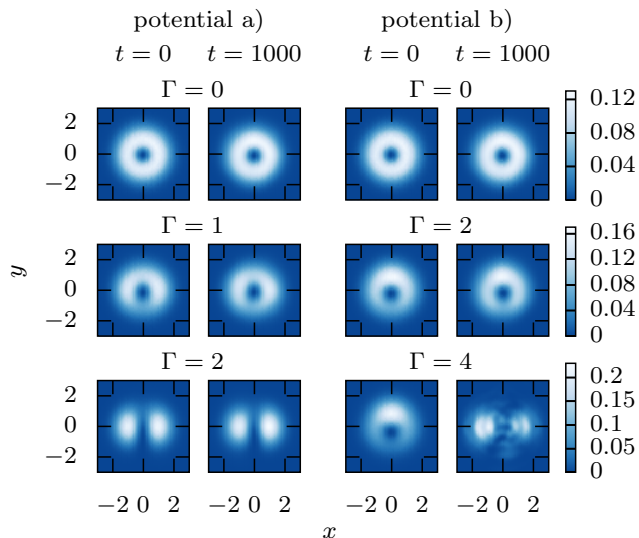 potential a) potential b)
t = 0 t = 1000 t = 0 t = 1000
Γ = 0 Γ = 0
2
0
−2
0.12
0.08
0.04
0
Γ = 1 Γ = 2
2
0
−2
0.16
0.12
0.08
0.04
0
y
Γ = 2 Γ = 4
2
0
−2
0.2
0.15
0.1
0.05
0
−2 0 2 −2 0 2 −2 0 2 −2 0 2
x